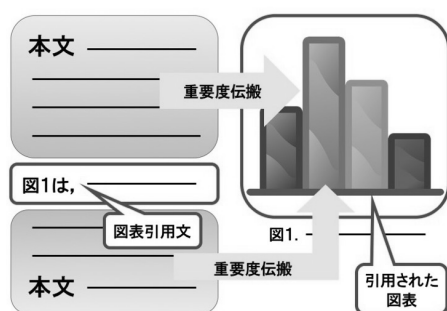 本文
重要度伝搬
図1は，
図表引用文
図1.
本文
重要度伝搬
引用された
図表